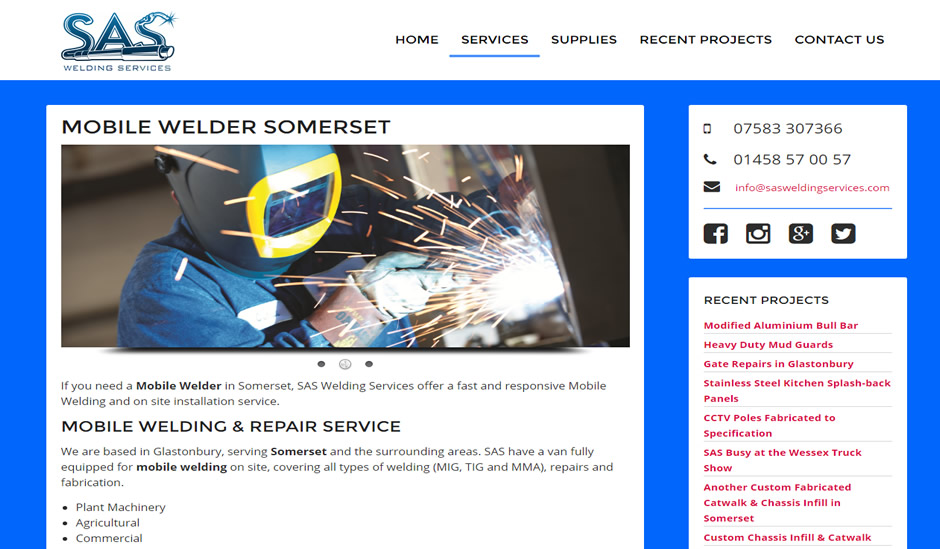 SAS
WELDING SERVICES
HOME SERVICES SUPPLIES RECENT PROJECTS CONTACT US
MOBILE WELDER SOMERSET
If you need a Mobile Welder in Somerset, SAS Welding Services offer a fast and responsive Mobile
Welding and on site installation service.
MOBILE WELDING & REPAIR SERVICE
We are based in Glastonbury, serving Somerset and the surrounding areas. SAS have a van fully
equipped for mobile welding on site, covering all types of welding (MIG, TIG and MMA), repairs and
fabrication.
Plant Machinery
Agricultural
Commercial
07583 307366
01458 57 00 57
info@sasweldingservices.com
RECENT PROJECTS
Modified Aluminium Bull Bar
Heavy Duty Mud Guards
Gate Repairs in Glastonbury
Stainless Steel Kitchen Splash-back
Panels
CCTV Poles Fabricated to
Specification
SAS Busy at the Wessex Truck
Show
Another Custom Fabricated
Catwalk & Chassis Infill in
Somerset
Custom Chassis Infill & Catwalk